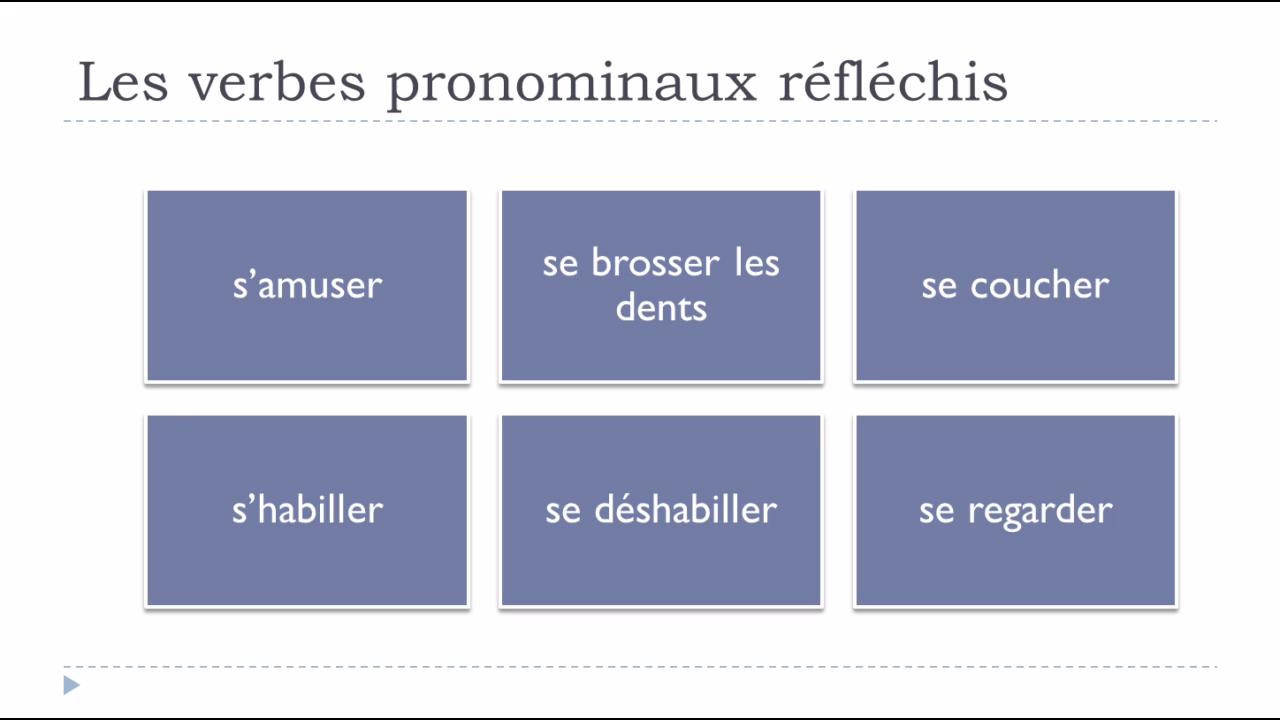 Les verbes pronominaux réfléchis
s’amuser
se brosser les
dents
se coucher
s’habiller
se déshabiller
se regarder